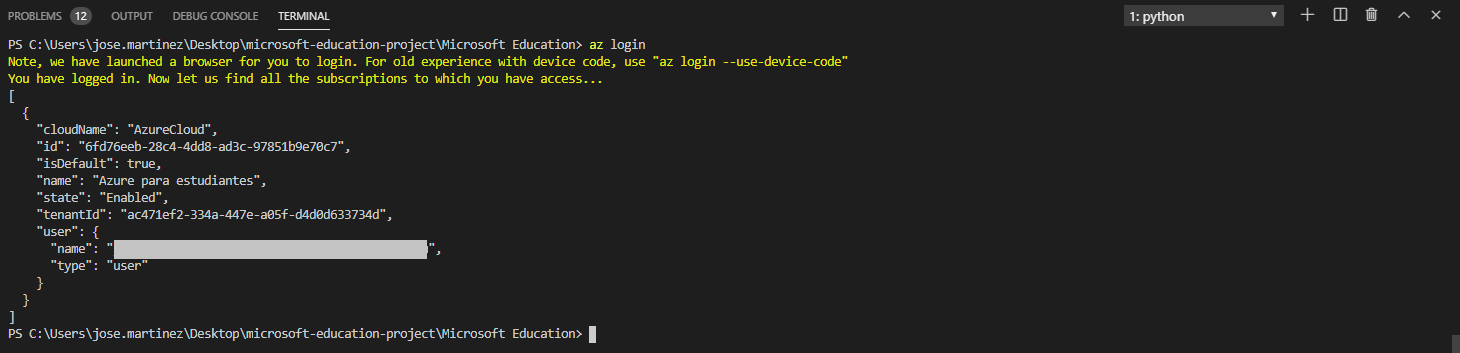 PROBLEMS 12 OUTPUT DEBUG CONSOLE TERMINAL 1: python
PS C:\Users\jose.martinez\Desktop\microsoft-education-project\Microsoft Education> az login
Note, we have launched a browser for you to login. For old experience with device code, use "az login --use-device-code"
You have logged in. Now let us find all the subscriptions to which you have access...
[
  {
    "cloudName": "AzureCloud",
    "id": "6fd76eeb-28c4-4dd8-ad3c-97851b9e70c7",
    "isDefault": true,
    "name": "Azure para estudiantes",
    "state": "Enabled",
    "tenantId": "ac471ef2-334a-447e-a05f-d4d0d633734d",
    "user": {
      "name": "",
      "type": "user"
    }
  }
]
PS C:\Users\jose.martinez\Desktop\microsoft-education-project\Microsoft Education>